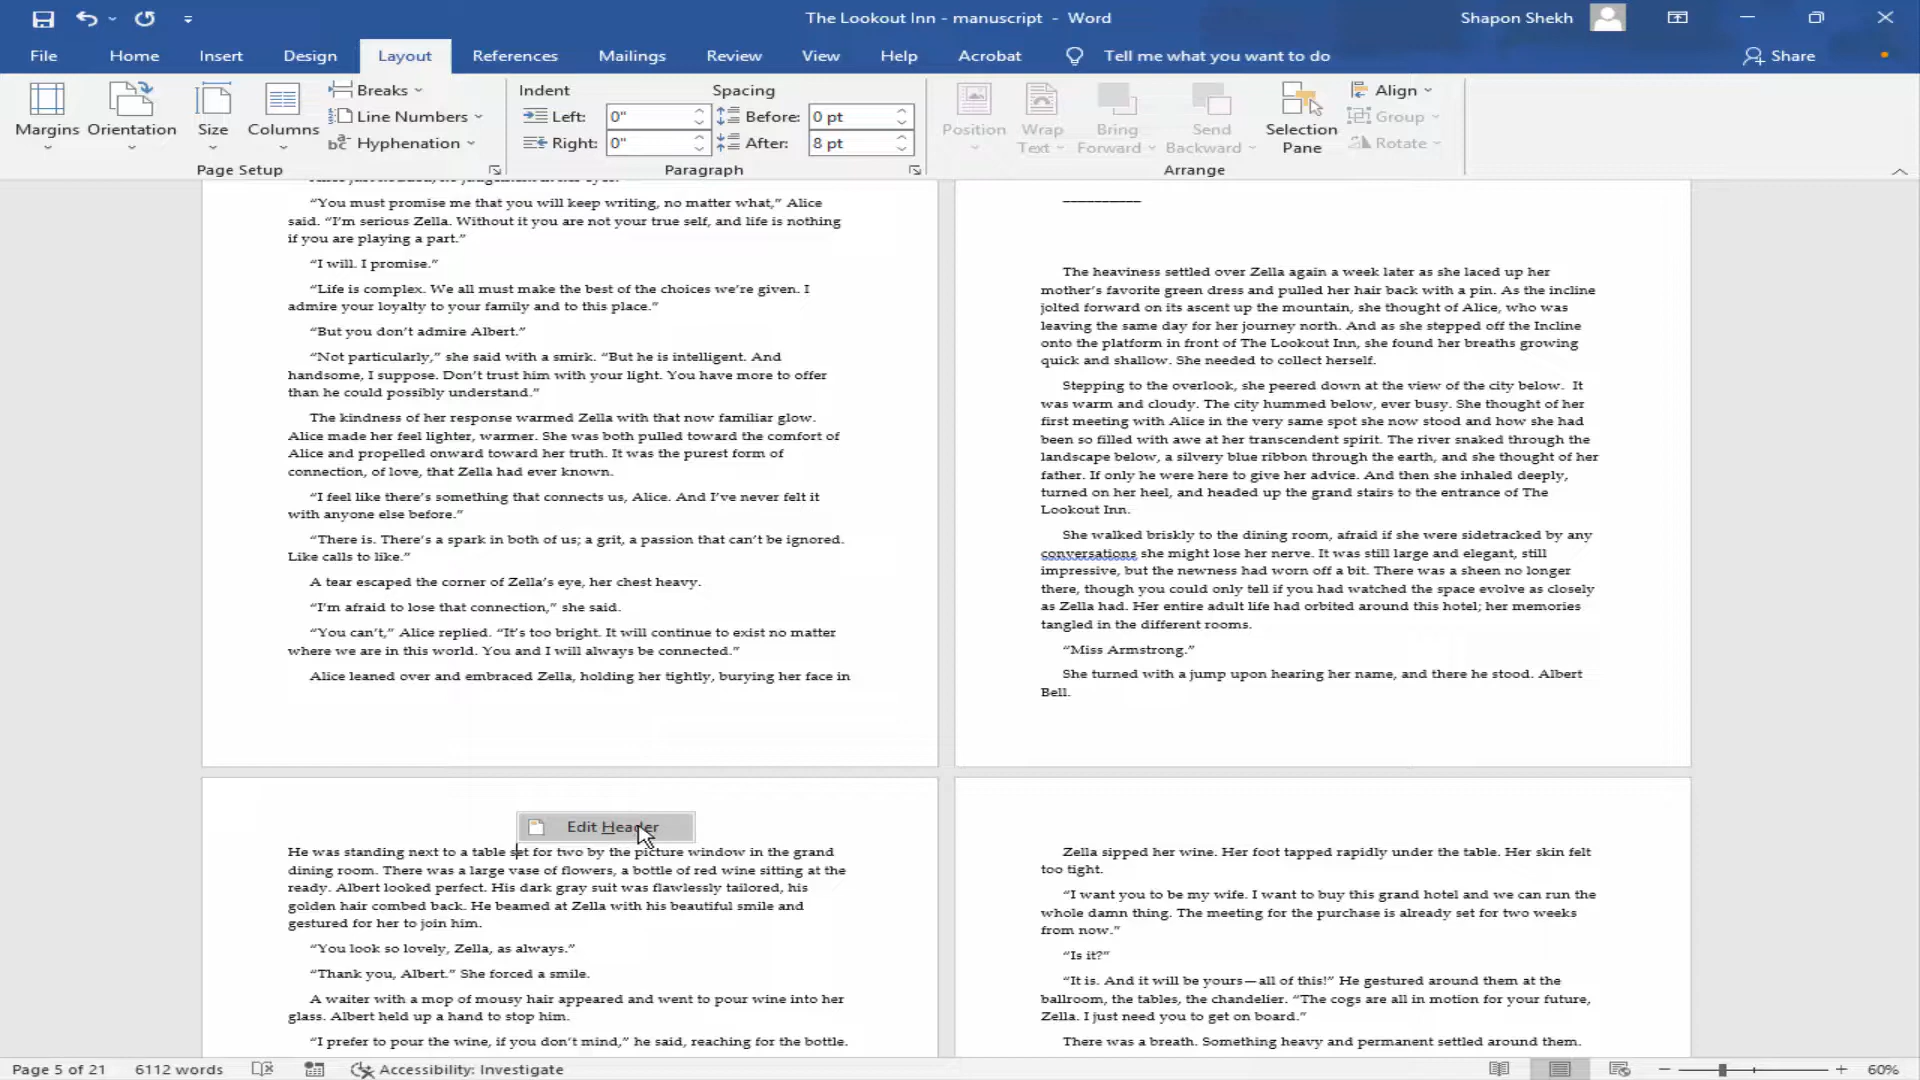 The Lookout Inn - manuscript - Word
Shapon Shekh
File Home Insert Design Layout References Mailings Review View Help Acrobat Tell me what you want to do Share
Margins Orientation Size Columns
Breaks
Line Numbers
Hyphenation
Page Setup
Indent Spacing
Left: 0" Before: 0 pt
Right: 0" After: 8 pt
Paragraph
Position Wrap Text Bring Forward Send Backward Selection Pane
Align
Group
Rotate
Arrange
“You must promise me that you will keep writing, no matter what,” Alice
said. “I’m serious Zella. Without it you are not your true self, and life is nothing
if you are playing a part.”
“I will. I promise.”
“Life is complex. We all must make the best of the choices we’re given. I
admire your loyalty to your family and to this place.”
“But you don’t admire Albert.”
“Not particularly,” she said with a smirk. “But he is intelligent. And
handsome, I suppose. Don’t trust him with your light. You have more to offer
than he could possibly understand.”
The kindness of her response warmed Zella with that now familiar glow.
Alice made her feel lighter, warmer. She was both pulled toward the comfort of
Alice and propelled onward toward her truth. It was the purest form of
connection, of love, that Zella had ever known.
“I feel like there’s something that connects us, Alice. And I’ve never felt it
with anyone else before.”
“There is. There’s a spark in both of us; a grit, a passion that can’t be ignored.
Like calls to like.”
A tear escaped the corner of Zella’s eye, her chest heavy.
“I’m afraid to lose that connection,” she said.
“You can’t,” Alice replied. “It’s too bright. It will continue to exist no matter
where we are in this world. You and I will always be connected.”
Alice leaned over and embraced Zella, holding her tightly, burying her face in
The heaviness settled over Zella again a week later as she laced up her
mother’s favorite green dress and pulled her hair back with a pin. As the incline
jolted forward on its ascent up the mountain, she thought of Alice, who was
leaving the same day for her journey north. And as she stepped off the Incline
onto the platform in front of The Lookout Inn, she found her breaths growing
quick and shallow. She needed to collect herself.
Stepping to the overlook, she peered down at the view of the city below.  It
was warm and cloudy. The city hummed below, ever busy. She thought of her
first meeting with Alice in the very same spot she now stood and how she had
been so filled with awe at her transcendent spirit. The river snaked through the
landscape below, a silvery blue ribbon through the earth, and she thought of her
father. If only he were here to give her advice. And then she inhaled deeply,
turned on her heel, and headed up the grand stairs to the entrance of The
Lookout Inn.
She walked briskly to the dining room, afraid if she were sidetracked by any
conversations she might lose her nerve. It was still large and elegant, still
impressive, but the newness had worn off a bit. There was a sheen no longer
there, though you could only tell if you had watched the space evolve as closely
as Zella had. Her entire adult life had orbited around this hotel; her memories
tangled in the different rooms.
“Miss Armstrong.”
She turned with a jump upon hearing her name, and there he stood. Albert
Bell.
Edit Header
He was standing next to a table set for two by the picture window in the grand
dining room. There was a large vase of flowers, a bottle of red wine sitting at the
ready. Albert looked perfect. His dark gray suit was flawlessly tailored, his
golden hair combed back. He beamed at Zella with his beautiful smile and
gestured for her to join him.
“You look so lovely, Zella, as always.”
“Thank you, Albert.” She forced a smile.
A waiter with a mop of mousy hair appeared and went to pour wine into her
glass. Albert held up a hand to stop him.
“I prefer to pour the wine, if you don’t mind,” he said, reaching for the bottle.
Zella sipped her wine. Her foot tapped rapidly under the table. Her skin felt
too tight.
“I want you to be my wife. I want to buy this grand hotel and we can run the
whole damn thing. The meeting for the purchase is already set for two weeks
from now.”
“Is it?”
“It is. And it will be yours—all of this!” He gestured around them at the
ballroom, the tables, the chandelier. “The cogs are all in motion for your future,
Zella. I just need you to get on board.”
There was a breath. Something heavy and permanent settled around them.
Page 5 of 21 6112 words Accessibility: Investigate 60%